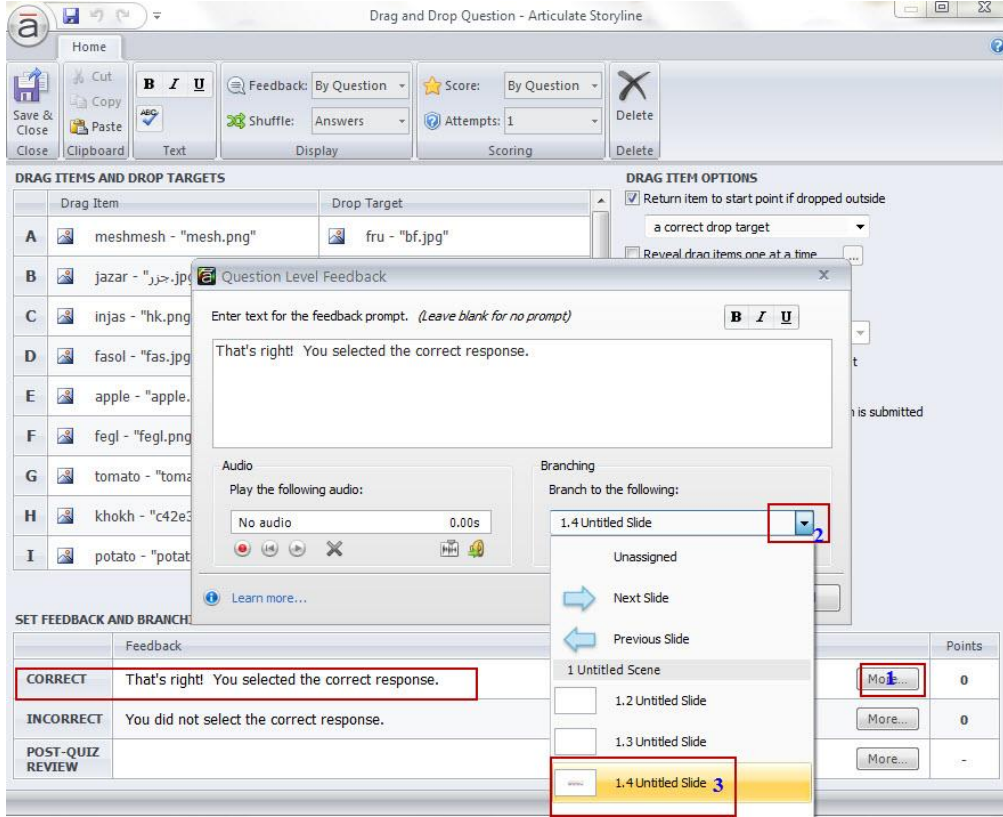 Drag and Drop Question - Articulate Storyline
Home
Save & Close
Cut
Copy
Paste
B I U
ABC
Feedback: By Question
Shuffle: Answers
Score: By Question
Attempts: 1
Delete
Close Clipboard Text Display Scoring Delete
DRAG ITEMS AND DROP TARGETS
Drag Item Drop Target
A meshmesh - "mesh.png" fru - "bf.jpg"
B jazar - "جزر.jpg
C injas - "hk.png
D fasol - "fas.jpg
E apple - "apple.
F fegl - "fegl.png
G tomato - "toma
H khokh - "c42e3
I potato - "potat
DRAG ITEM OPTIONS
Return item to start point if dropped outside
a correct drop target
Reveal drag items one at a time
...
t
n is submitted
Question Level Feedback
Enter text for the feedback prompt. (Leave blank for no prompt)
B I U
That's right! You selected the correct response.
Audio
Play the following audio:
No audio 0.00s
Branching
Branch to the following:
1.4 Untitled Slide
2
Unassigned
Next Slide
Previous Slide
1 Untitled Scene
1.2 Untitled Slide
1.3 Untitled Slide
1.4 Untitled Slide 3
Learn more...
SET FEEDBACK AND BRANCHI
Feedback Points
CORRECT That's right! You selected the correct response. More... 1 0
INCORRECT You did not select the correct response. More... 0
POST-QUIZ REVIEW More... -